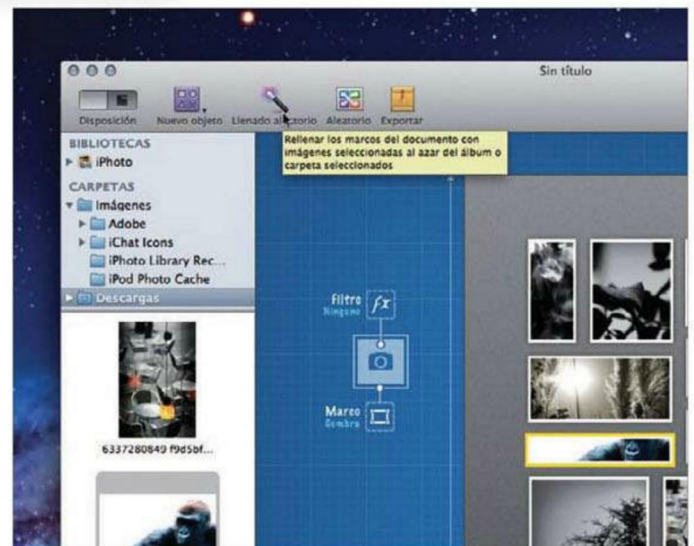 Sin título
Disposición
Nuevo objeto
Llenado aleatorio
Aleatorio
Exportar
Rellenar los marcos del documento con
imágenes seleccionadas al azar del álbum o
carpeta seleccionados
BIBLIOTECAS
iPhoto
CARPETAS
Imágenes
Adobe
iChat Icons
iPhoto Library Rec...
iPod Photo Cache
Descargas
Filtro
Ninguno
fx
Marco
Sombra
6337280849 f9d5bf...